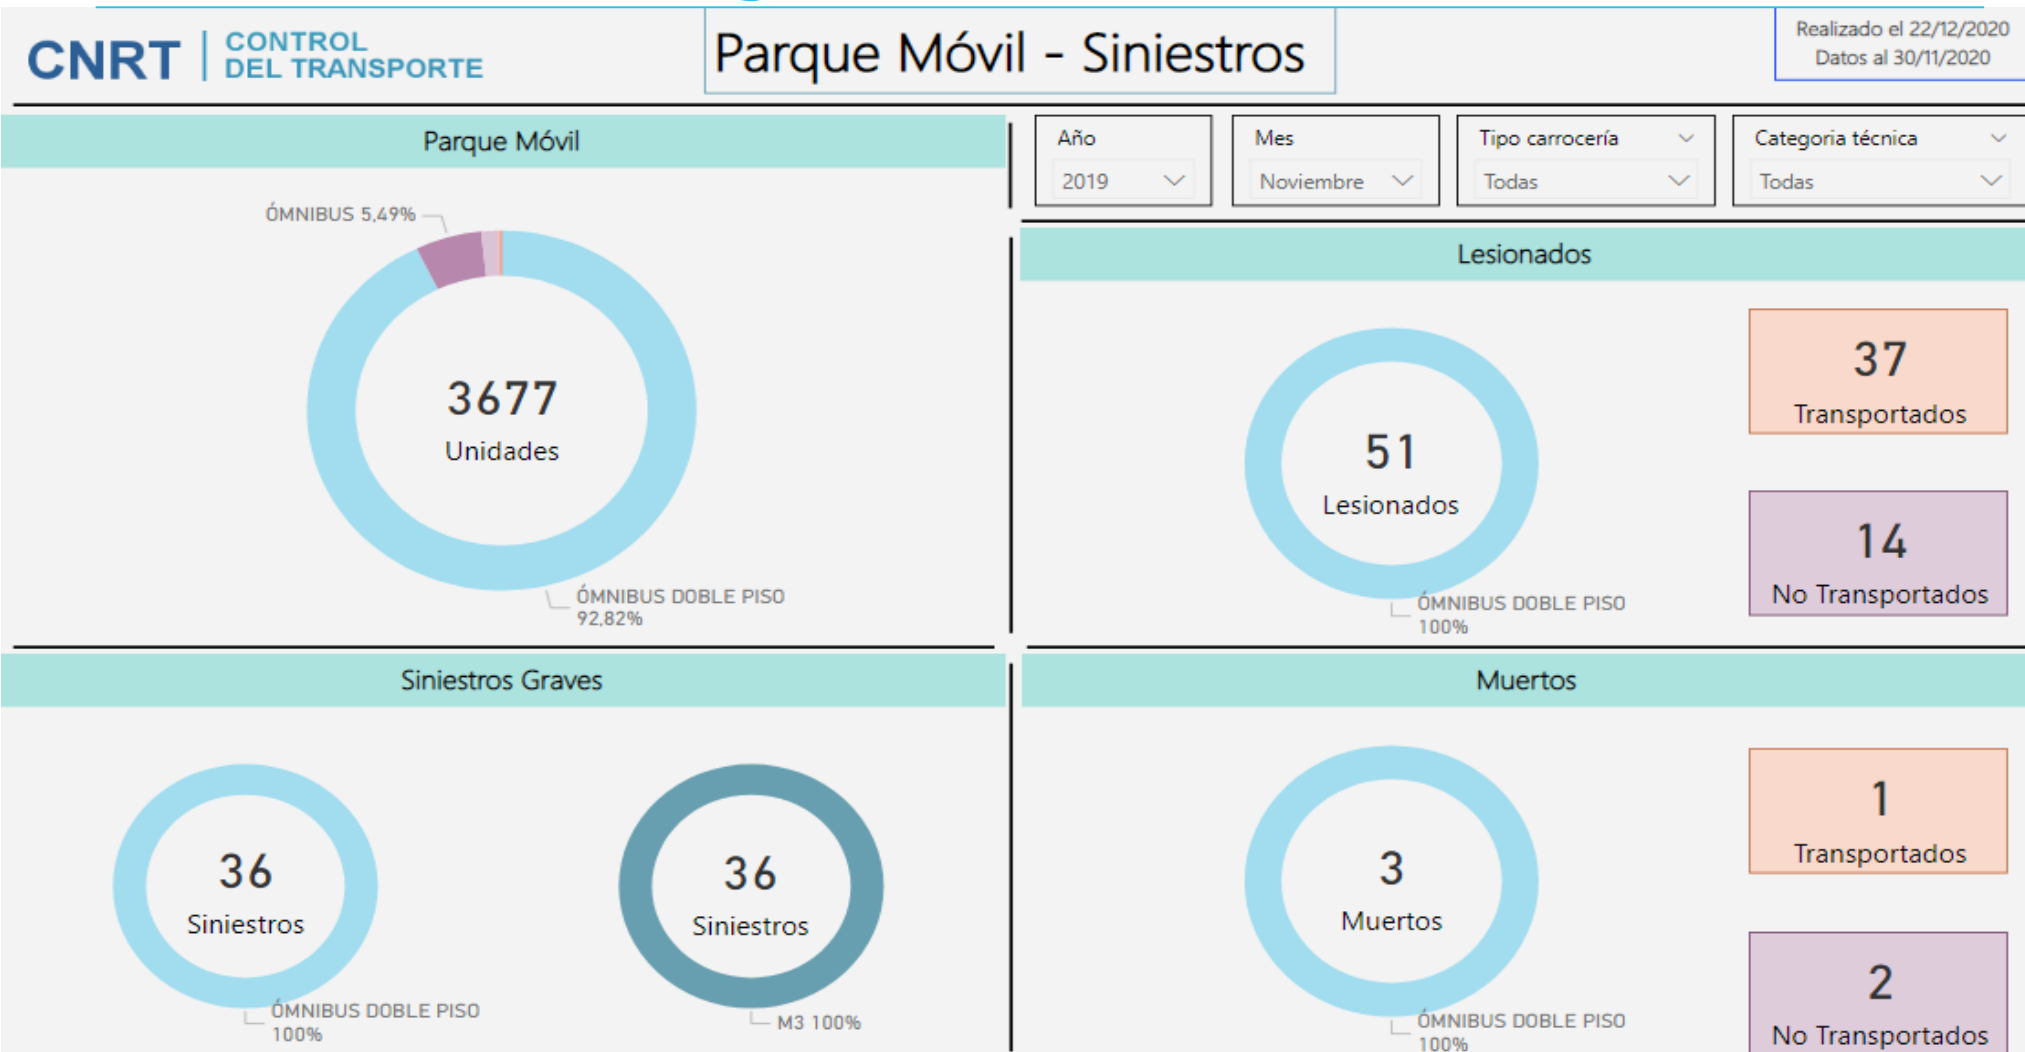 CNRT
CONTROL
DEL TRANSPORTE
Parque Móvil - Siniestros
Realizado el 22/12/2020
Datos al 30/11/2020
Parque Móvil
Año
2019
Mes
Noviembre
Tipo carrocería
Todas
Categoria técnica
Todas
ÓMNIBUS 5,49%
3677
Unidades
ÓMNIBUS DOBLE PISO
92,82%
Lesionados
51
Lesionados
ÓMNIBUS DOBLE PISO
100%
37
Transportados
14
No Transportados
Siniestros Graves
36
Siniestros
ÓMNIBUS DOBLE PISO
100%
36
Siniestros
M3 100%
Muertos
3
Muertos
ÓMNIBUS DOBLE PISO
100%
1
Transportados
2
No Transportados